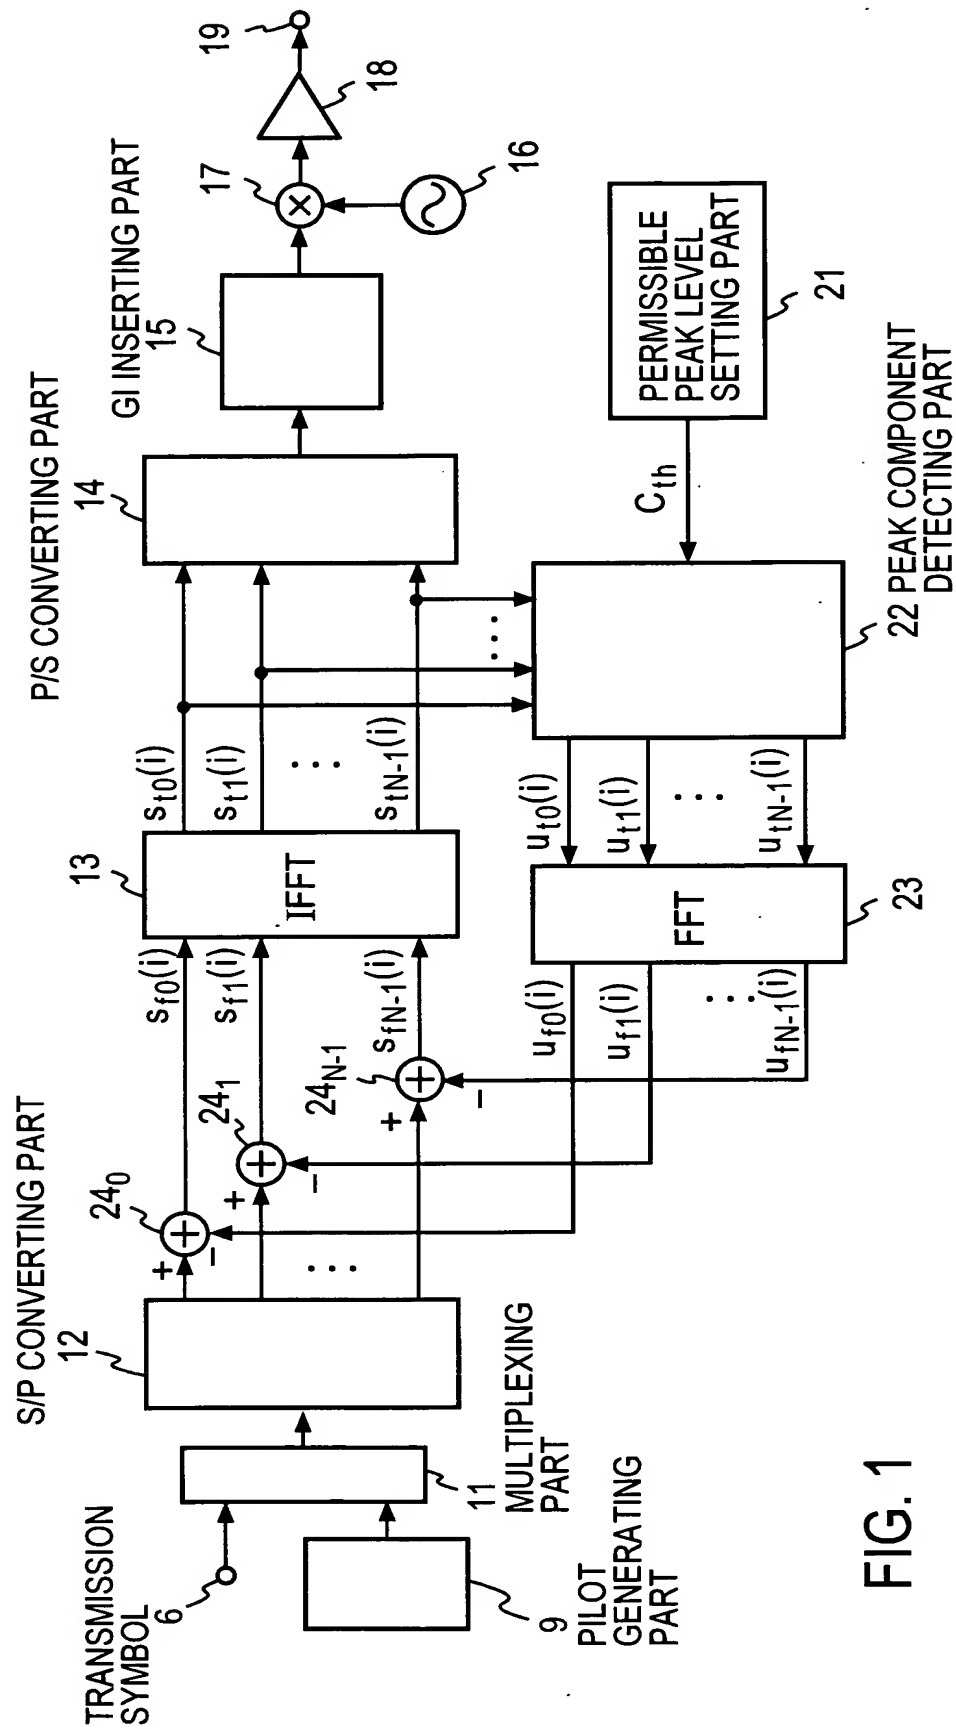 TRANSMISSION
SYMBOL
6
9
PILOT
GENERATING
PART
11
MULTIPLEXING
PART
S/P CONVERTING PART
12
+
−
24₀
+
−
24₁
+
−
24N-1
...
sf0(i)
sf1(i)
sfN-1(i)
13
IFFT
st0(i)
st1(i)
...
stN-1(i)
P/S CONVERTING PART
14
GI INSERTING PART
15
17
16
18
19
...
PERMISSIBLE
PEAK LEVEL
SETTING PART
21
Cth
22 PEAK COMPONENT
DETECTING PART
ut0(i)
ut1(i)
...
utN-1(i)
FFT
23
uf0(i)
uf1(i)
...
ufN-1(i)
FIG. 1